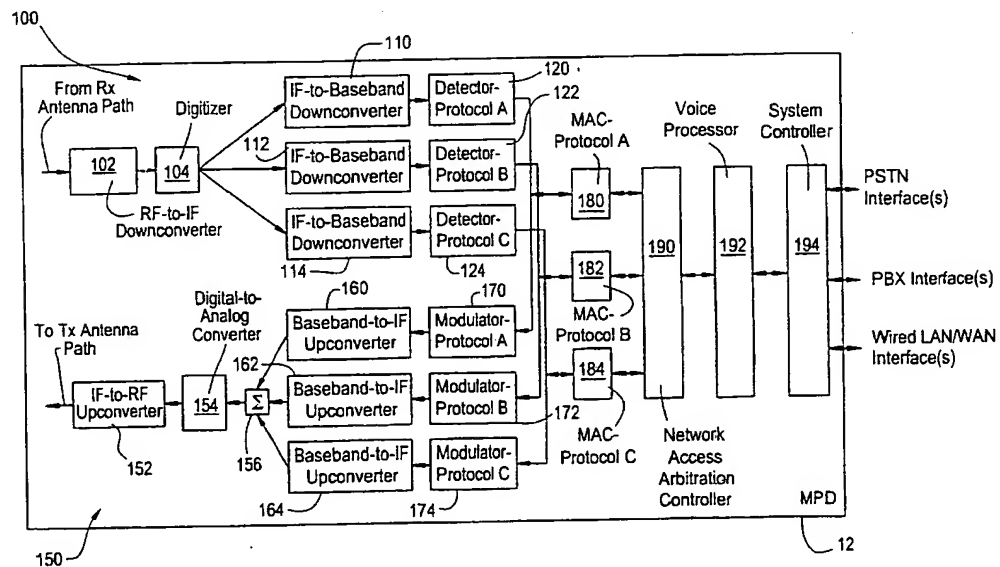 100
110
120
122
From Rx
Antenna Path
Digitizer
IF-to-Baseband
Downconverter
Detector-
Protocol A
MAC-
Protocol A
Voice
Processor
System
Controller
102
104
112
IF-to-Baseband
Downconverter
Detector-
Protocol B
180
PSTN
Interface(s)
RF-to-IF
Downconverter
IF-to-Baseband
Downconverter
Detector-
Protocol C
190
192
194
114
124
182
PBX Interface(s)
160
170
MAC-
Protocol B
Digital-to-
Analog
Converter
To Tx Antenna
Path
Baseband-to-IF
Upconverter
Modulator-
Protocol A
Wired LAN/WAN
Interface(s)
162
184
IF-to-RF
Upconverter
154
Σ
Baseband-to-IF
Upconverter
Modulator-
Protocol B
172
MAC-
Protocol C
152
156
Baseband-to-IF
Upconverter
Modulator-
Protocol C
Network
Access
Arbitration
Controller
164
174
MPD
150
12